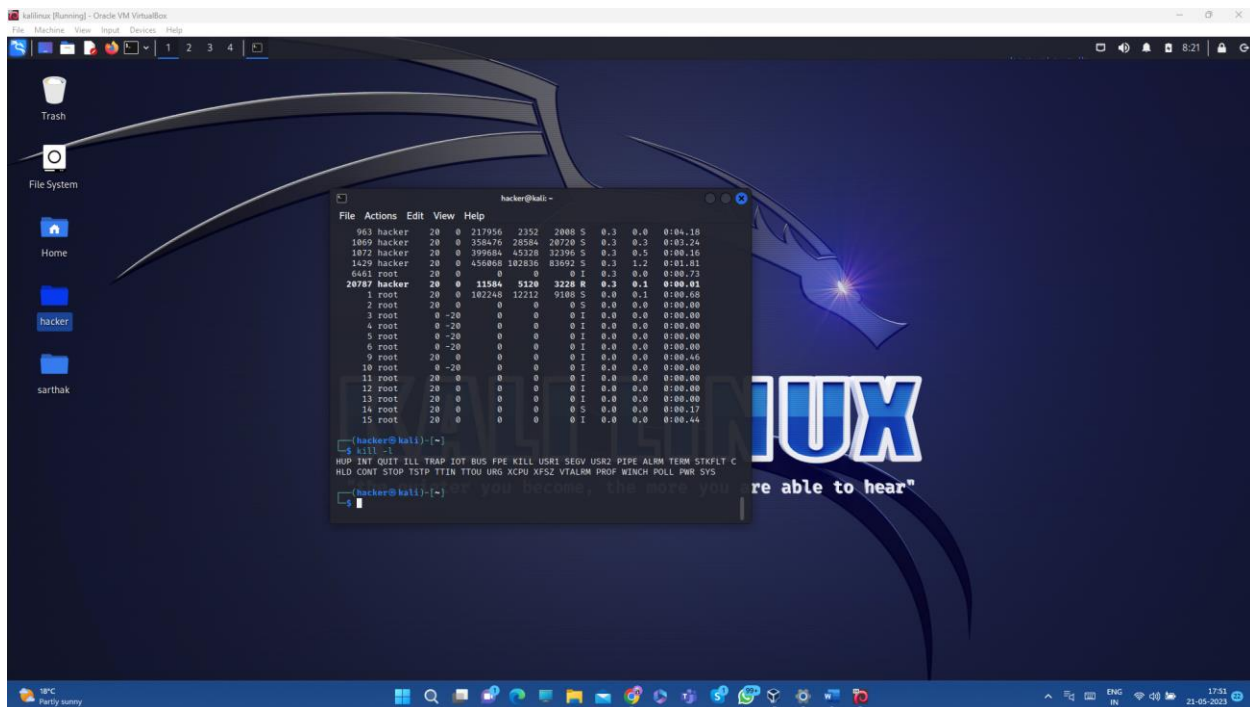 kalilinux [Running] - Oracle VM VirtualBox
File Machine View Input Devices Help
1 2 3 4
8:21
Trash
File System
Home
hacker
sarthak
hacker@kali: ~
File Actions Edit View Help
963 hacker 20 0 217956 2352 2008 S 0.3 0.0 0:04.18
1069 hacker 20 0 358476 28584 20720 S 0.3 0.3 0:03.24
1072 hacker 20 0 399684 45328 32396 S 0.3 0.5 0:00.16
1429 hacker 20 0 456068 102836 83692 S 0.3 1.2 0:01.81
6461 root 20 0 0 0 0 I 0.3 0.0 0:00.73
20787 hacker 20 0 11584 5120 3228 R 0.3 0.1 0:00.01
1 root 20 0 102248 12212 9108 S 0.0 0.1 0:00.68
2 root 20 0 0 0 0 S 0.0 0.0 0:00.00
3 root 0 -20 0 0 0 I 0.0 0.0 0:00.00
4 root 0 -20 0 0 0 I 0.0 0.0 0:00.00
5 root 0 -20 0 0 0 I 0.0 0.0 0:00.00
6 root 0 -20 0 0 0 I 0.0 0.0 0:00.00
9 root 20 0 0 0 0 I 0.0 0.0 0:00.46
10 root 0 -20 0 0 0 I 0.0 0.0 0:00.00
11 root 20 0 0 0 0 I 0.0 0.0 0:00.00
12 root 20 0 0 0 0 I 0.0 0.0 0:00.00
13 root 20 0 0 0 0 I 0.0 0.0 0:00.00
14 root 20 0 0 0 0 S 0.0 0.0 0:00.17
15 root 20 0 0 0 0 I 0.0 0.0 0:00.44
(hacker㉿kali)-[~]
$ kill -l
HUP INT QUIT ILL TRAP IOT BUS FPE KILL USR1 SEGV USR2 PIPE ALRM TERM STKFLT C
HLD CONT STOP TSTP TTIN TTOU URG XCPU XFSZ VTALRM PROF WINCH POLL PWR SYS
(hacker㉿kali)-[~]
$
KALI LINUX
"the quieter you become, the more you are able to hear"
18°C
Partly sunny
99+
ENG
IN
17:51
21-05-2023